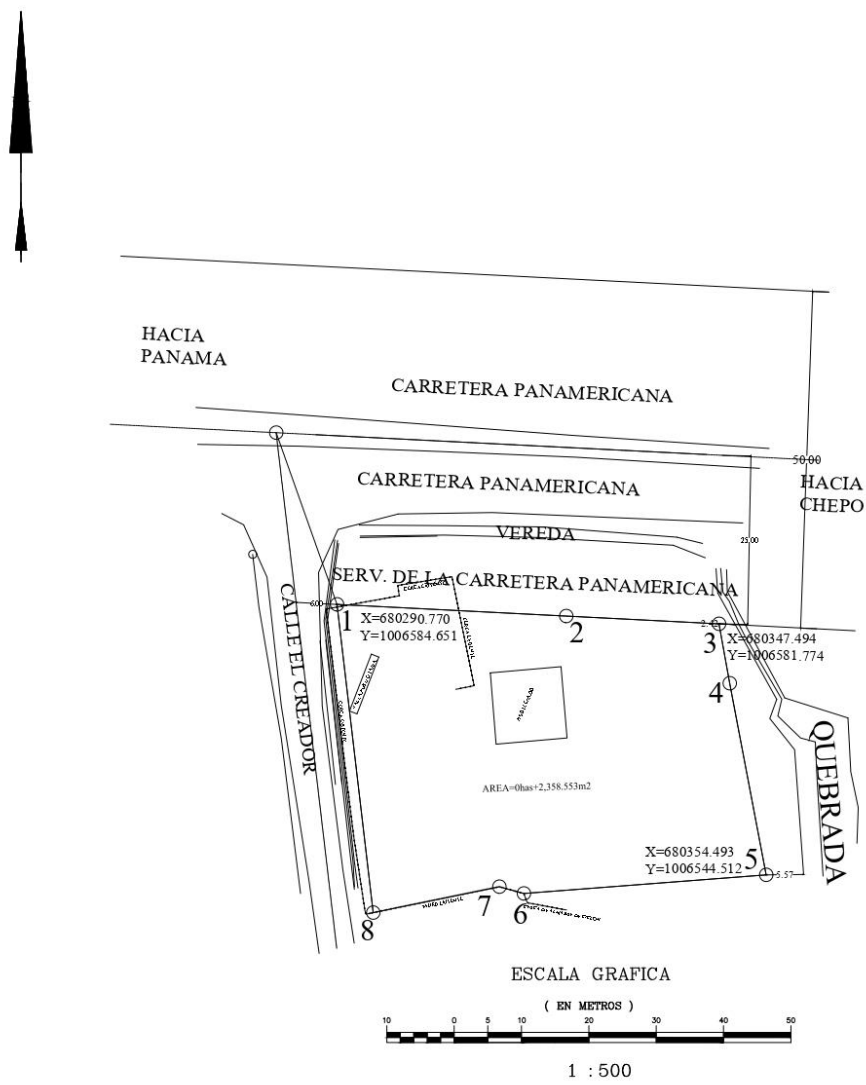 HACIA
PANAMA
CARRETERA PANAMERICANA
50.00
HACIA
CHEPO
CARRETERA PANAMERICANA
VEREDA
25.00
SERV. DE LA CARRETERA PANAMERICANA
6.00
1
X=680290.770
Y=1006584.651
2
3
X=680347.494
Y=1006581.774
4
CALLE EL CREADOR
QUEBRADA
AREA=0has+2,358.553m2
X=680354.493
Y=1006544.512
5
5.57
7
6
8
ESCALA GRAFICA
( EN METROS )
10 0 5 10 20 30 40 50
1 : 500